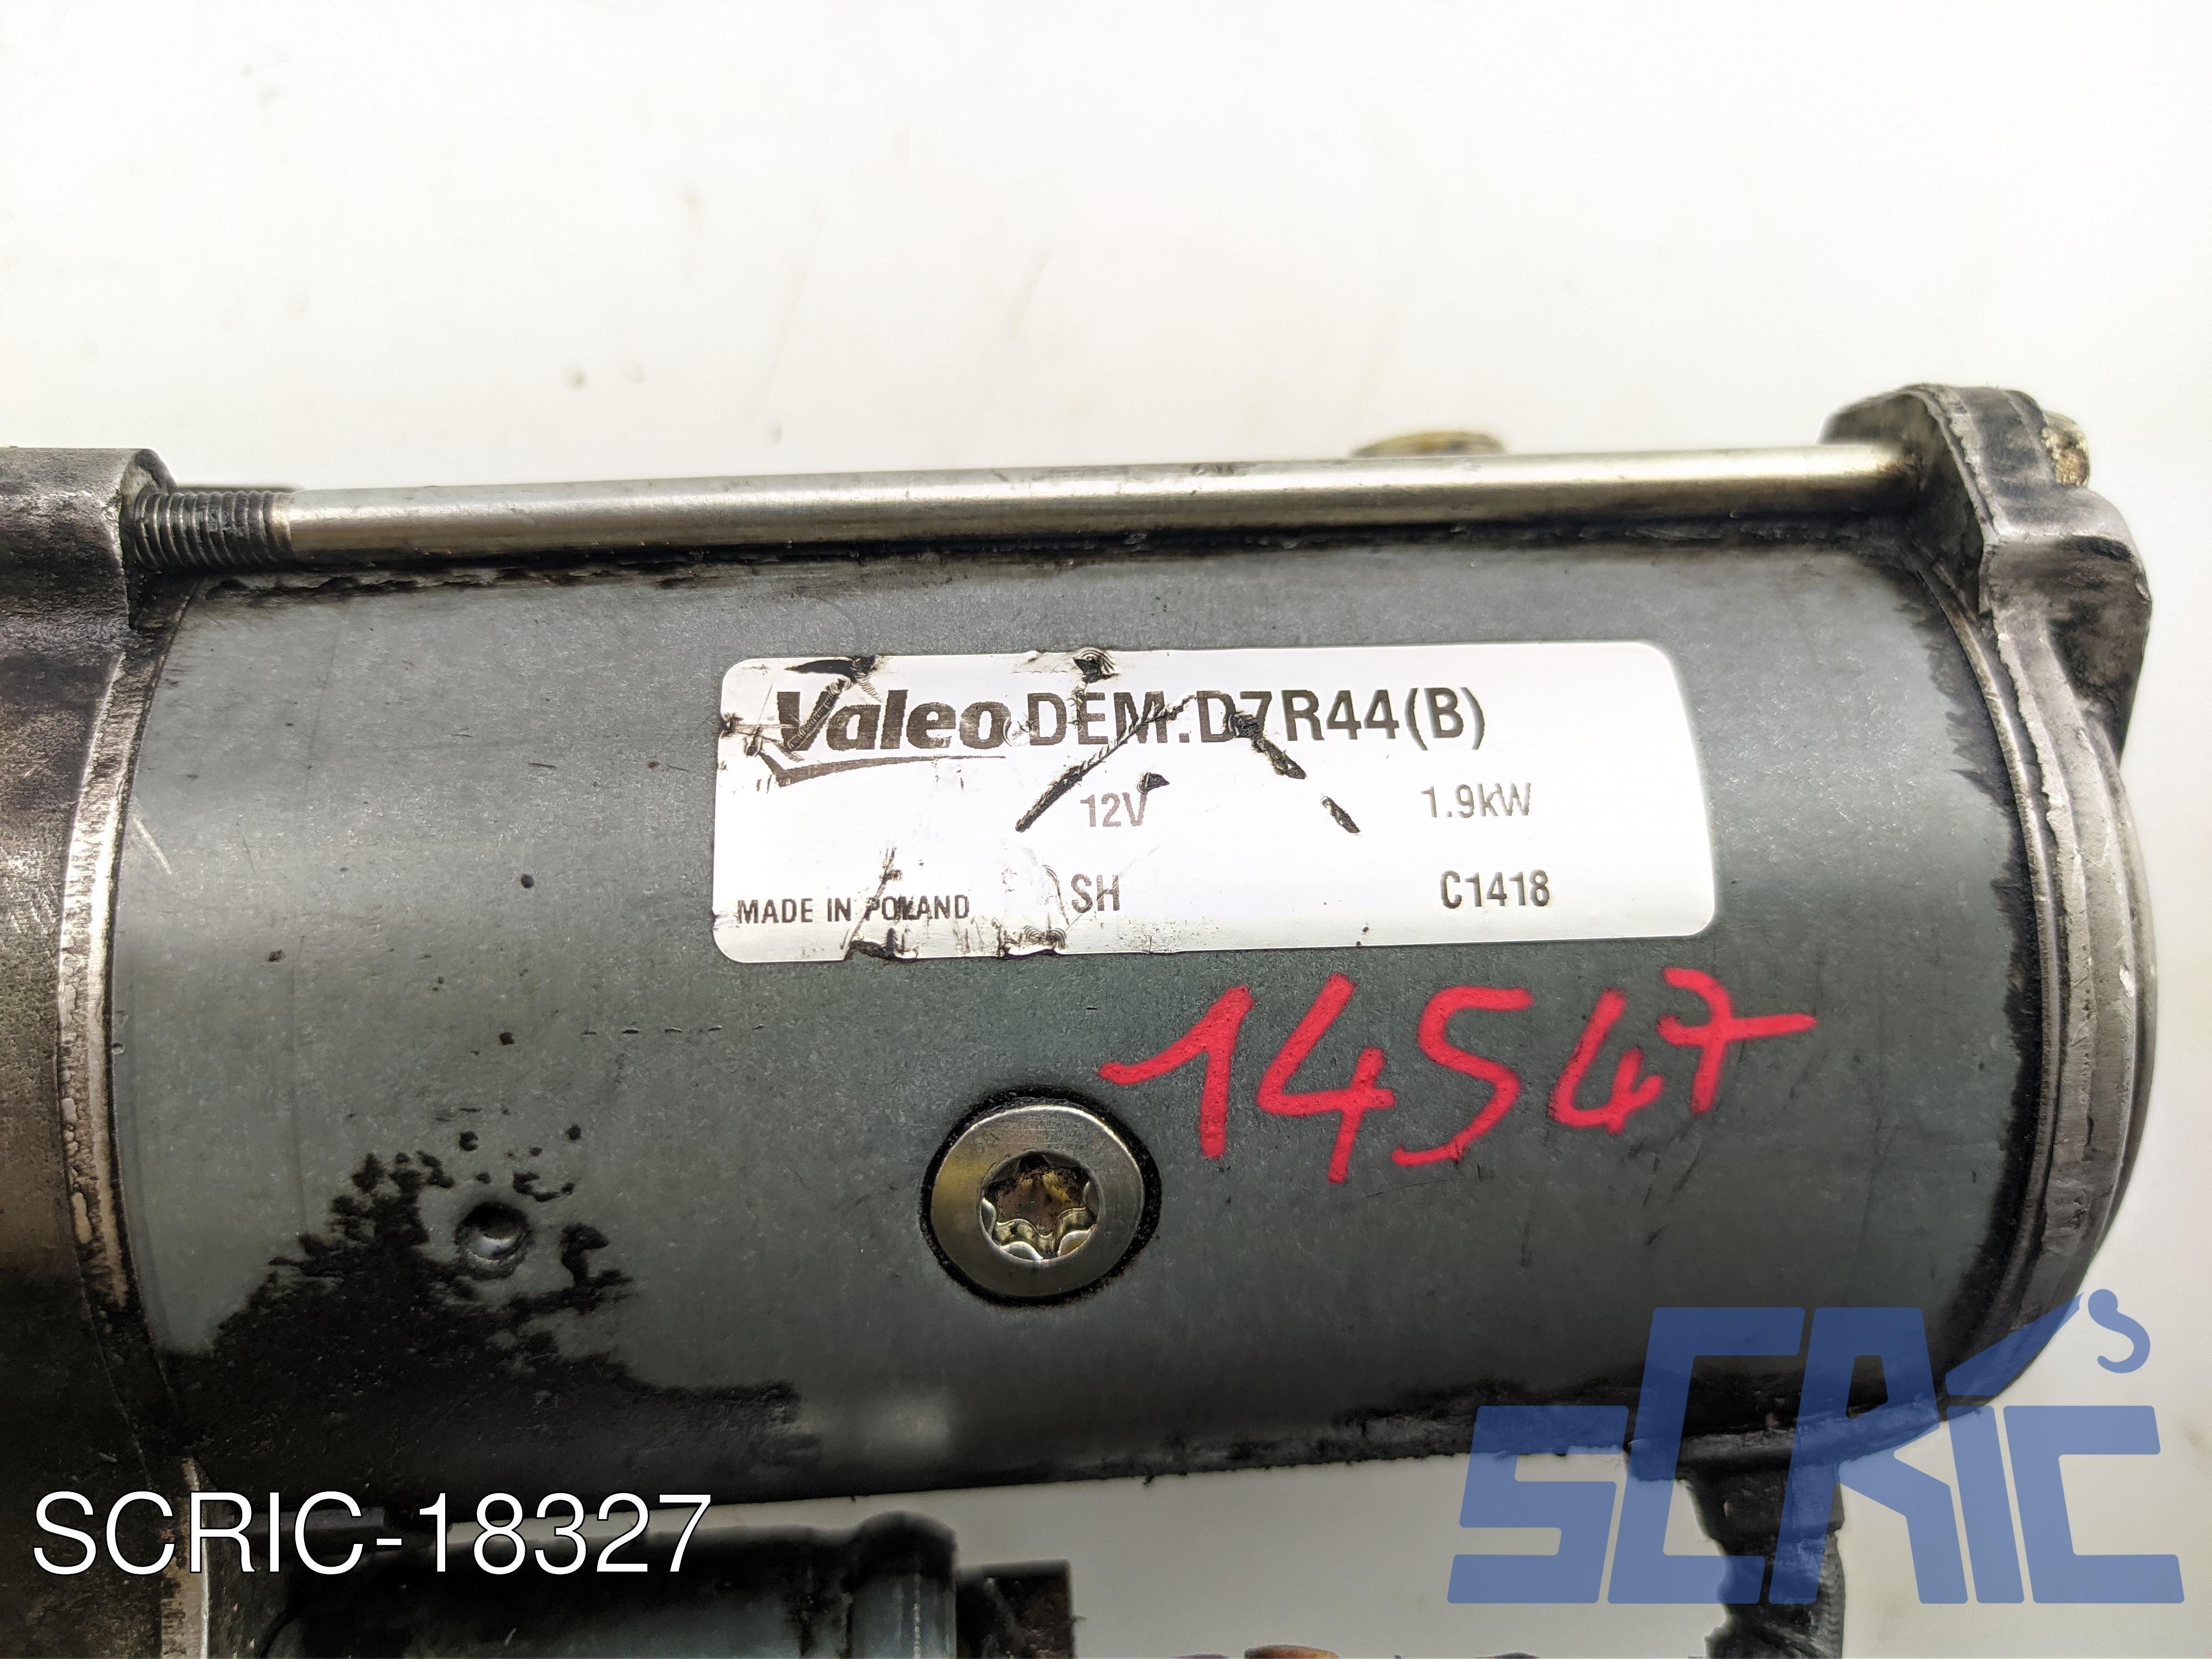 Valeo DEM.D7R44(B)
12V 1.9kW
MADE IN POLAND SH C1418
14547
SCRIC-18327
SCRIC